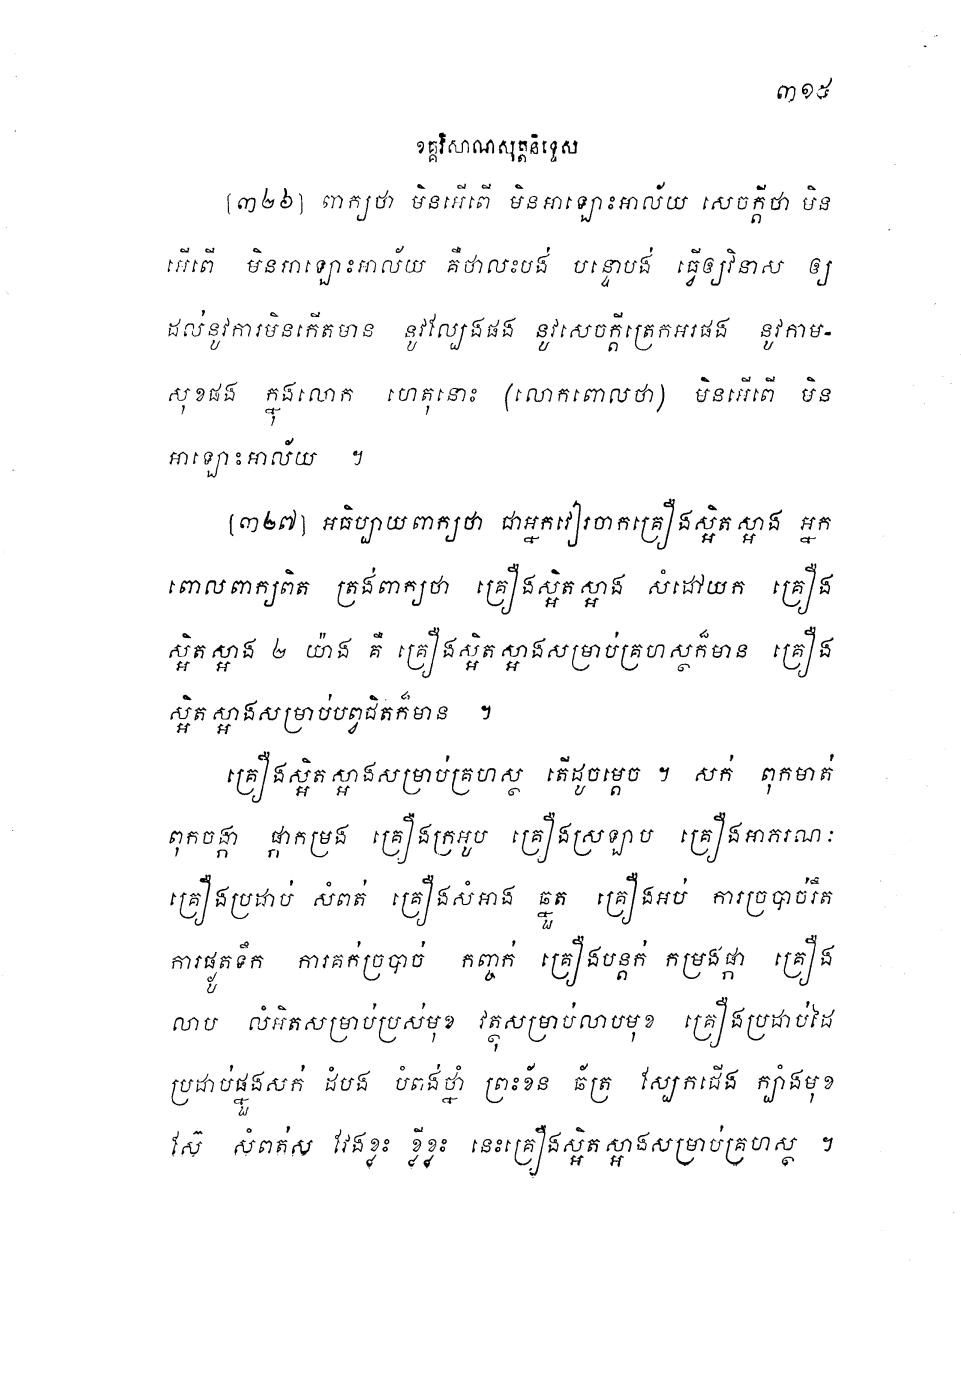 ៣១៥
ខគ្គវិសាណសុត្តនិទ្ទេស
[៣២៦] ពាក្យថា មិនអើពើ មិនអាឡោះអាល័យ សេចក្តីថា មិន
អើពើ មិនអាឡោះអាល័យ គឺថាលះបង់ បន្ទោបង់ ធ្វើឲ្យវិនាស ឲ្យ
ដល់នូវការមិនកើតមាន នូវល្បែងផង នូវសេចក្តីត្រេកអរផង នូវកាម-
សុខផង ក្នុងលោក ហេតុនោះ (លោកពោលថា) មិនអើពើ មិន
អាឡោះអាល័យ ។
[៣២៧] អធិប្បាយពាក្យថា ជាអ្នកវៀរចាកគ្រឿងស្អិតស្អាង អ្នក
ពោលពាក្យពិត ត្រង់ពាក្យថា គ្រឿងស្អិតស្អាង សំដៅយក គ្រឿង
ស្អិតស្អាង ២ យ៉ាង គឺ គ្រឿងស្អិតស្អាងសម្រាប់គ្រហស្ថក៏មាន គ្រឿង
ស្អិតស្អាងសម្រាប់បព្វជិតក៏មាន ។
គ្រឿងស្អិតស្អាងសម្រាប់គ្រហស្ថ តើដូចម្តេច ។ សក់ ពុកមាត់
ពុកចង្កា ផ្កាកម្រង គ្រឿងក្រអូប គ្រឿងស្រឡាប គ្រឿងអាភរណៈ
គ្រឿងប្រដាប់ សំពត់ គ្រឿងសំអាង ឆ្នួត គ្រឿងអប់ ការច្របាច់រឹត
ការផ្ងូតទឹក ការគក់ច្របាច់ កញ្ចក់ គ្រឿងបន្តក់ កម្រងផ្កា គ្រឿង
លាប លំអិតសម្រាប់ប្រស់មុខ វត្ថុសម្រាប់លាបមុខ គ្រឿងប្រដាប់ដៃ
ប្រដាប់ផ្នួងសក់ ដំបង បំពង់ថ្នាំ ព្រះខ័ន ឆ័ត្រ ស្បែកជើង ក្បាំងមុខ
ស៊ែ សំពត់ស វែងខ្លះ ខ្លីខ្លះ នេះគ្រឿងស្អិតស្អាងសម្រាប់គ្រហស្ថ ។